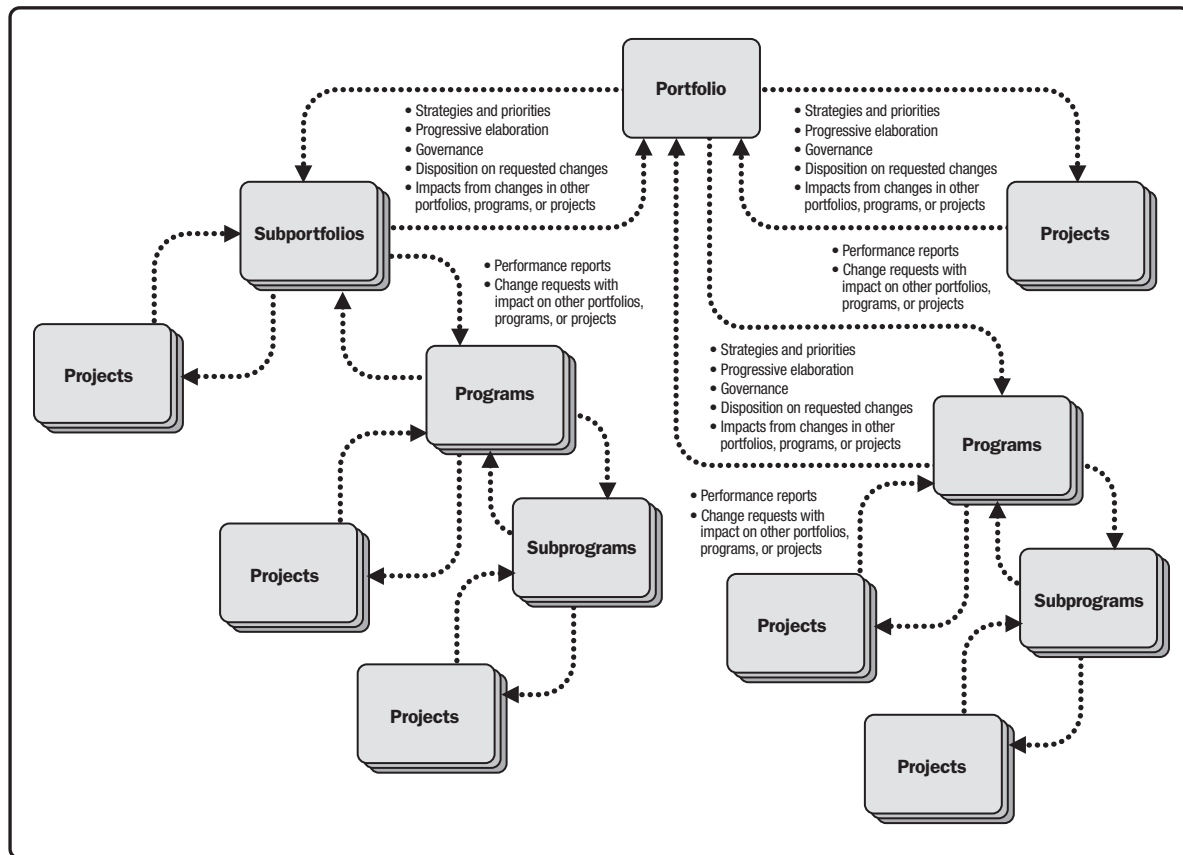 Portfolio
• Strategies and priorities
• Progressive elaboration
• Governance
• Disposition on requested changes
• Impacts from changes in other
portfolios, programs, or projects
• Strategies and priorities
• Progressive elaboration
• Governance
• Disposition on requested changes
• Impacts from changes in other
portfolios, programs, or projects
Subportfolios
Projects
• Performance reports
• Change requests with
impact on other portfolios,
programs, or projects
• Performance reports
• Change requests with
impact on other portfolios,
programs, or projects
Projects
Programs
• Strategies and priorities
• Progressive elaboration
• Governance
• Disposition on requested changes
• Impacts from changes in other
portfolios, programs, or projects
Programs
• Performance reports
• Change requests with
impact on other portfolios,
programs, or projects
Projects
Subprograms
Projects
Subprograms
Projects
Projects